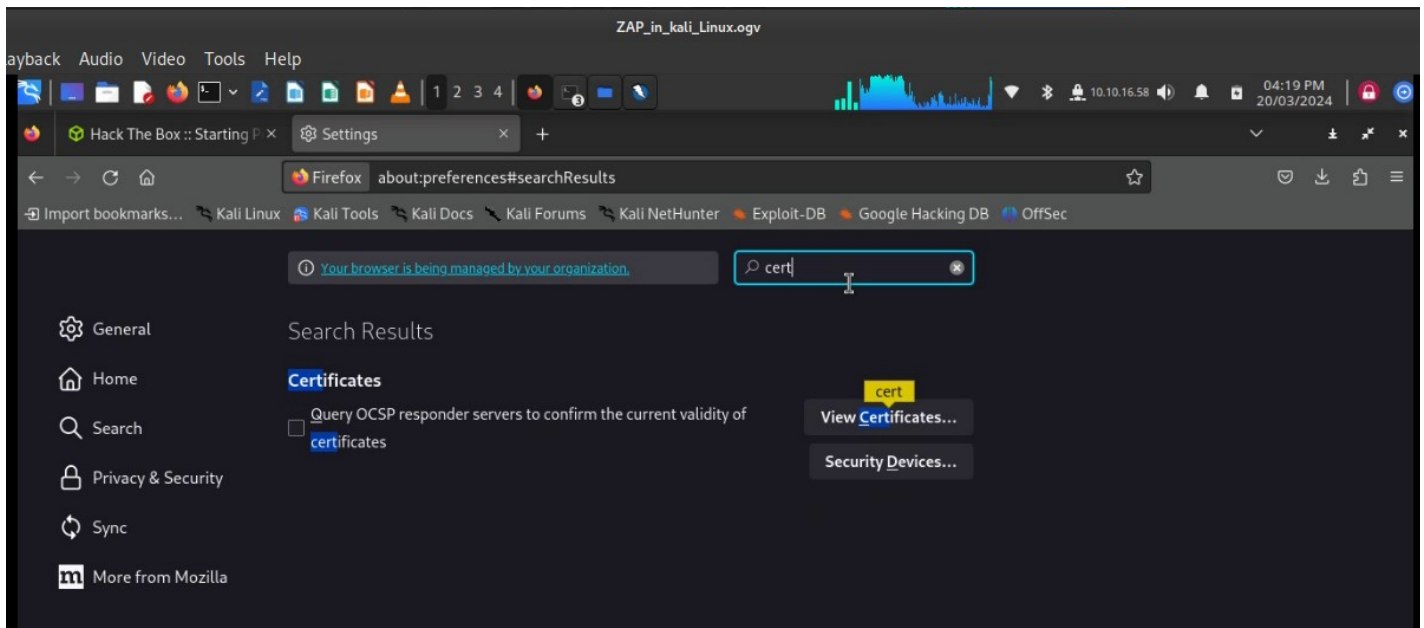 ZAP_in_kali_Linux.ogv
ayback Audio Video Tools Help
1 2 3 4 3 10.10.16.58 04:19 PM
20/03/2024
Hack The Box :: Starting P × Settings × +
Firefox about:preferences#searchResults
Import bookmarks... Kali Linux Kali Tools Kali Docs Kali Forums Kali NetHunter Exploit-DB Google Hacking DB OffSec
Your browser is being managed by your organization. cert
General
Search Results
Home
Certificates
cert
Query OCSP responder servers to confirm the current validity of
certificates
View Certificates...
Search
Security Devices...
Privacy & Security
Sync
m More from Mozilla